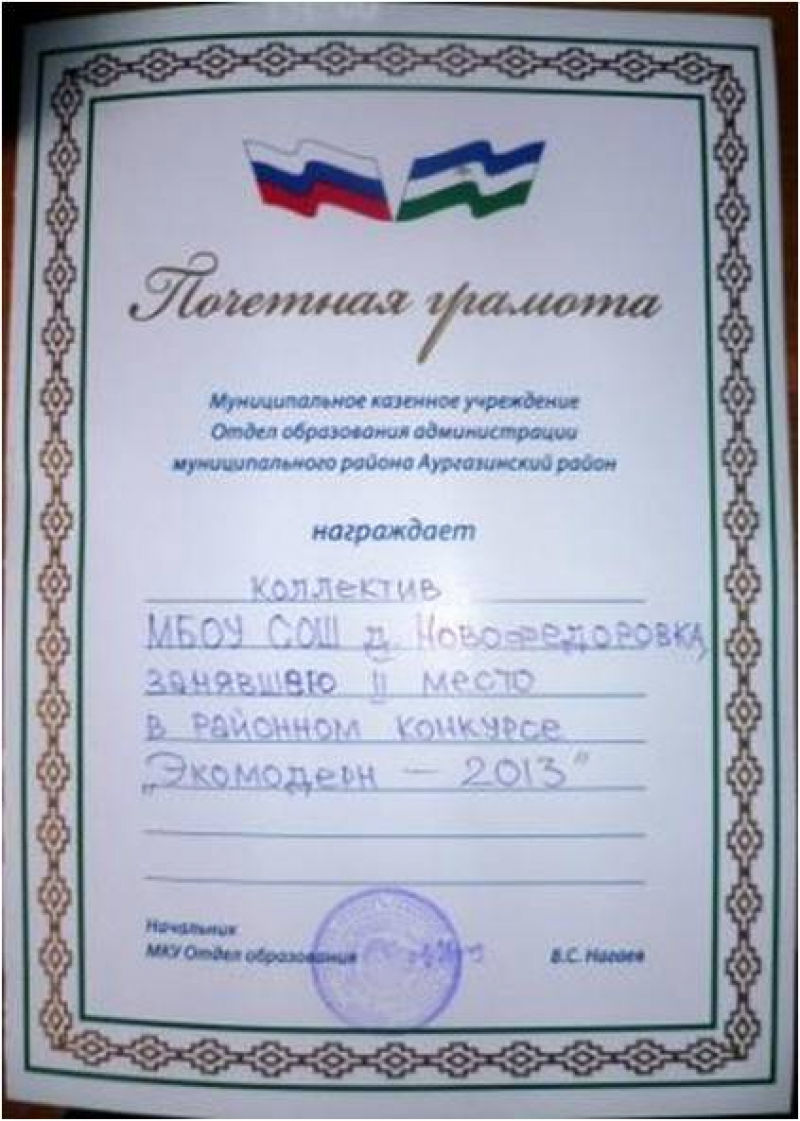 Почетная грамота
Муниципальное казенное учреждение
Отдел образования администрации
муниципального района Аургазинский район
награждает
коллектив
МБОУ СОШ д. Новофедоровка,
занявшею II место
в районном конкурсе
„Экомодерн — 2013”
Начальник
МКУ Отдел образования
В.С. Нагаев